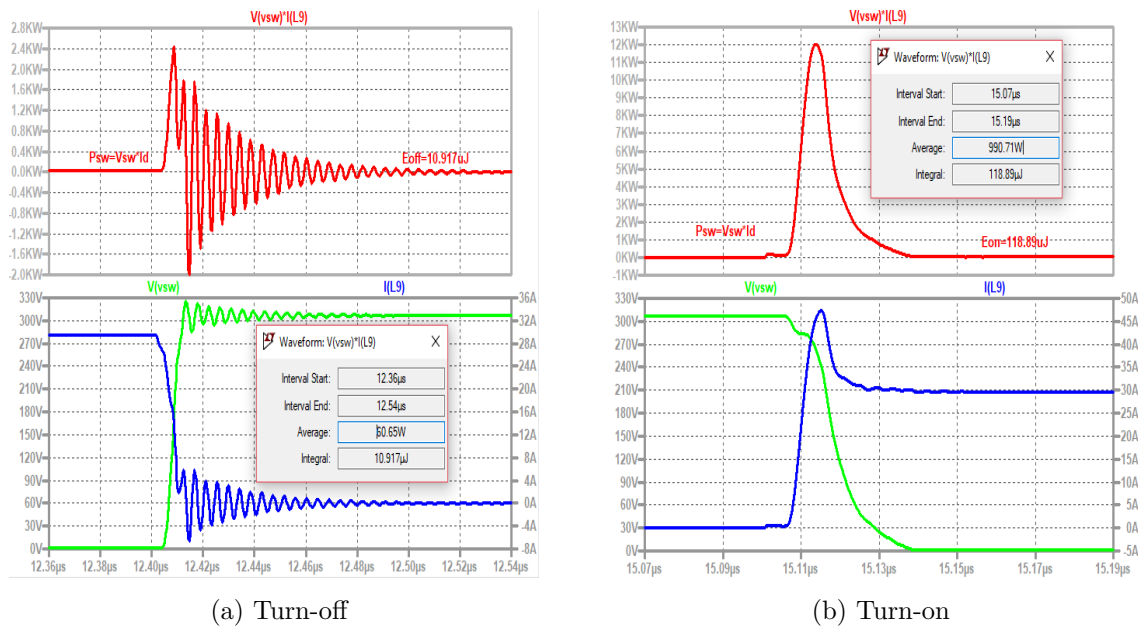 V(vsw)*I(L9)
2.8KW
2.4KW
2.0KW
1.6KW
1.2KW
0.8KW
0.4KW
0.0KW
-0.4KW
-0.8KW
-1.2KW
-1.6KW
-2.0KW
Psw=Vsw*Id
Eoff=10.917uJ
V(vsw)
I(L9)
330V
300V
270V
240V
210V
180V
150V
120V
90V
60V
30V
0V
36A
32A
28A
24A
20A
16A
12A
8A
4A
0A
-4A
-8A
Waveform: V(vsw)*I(L9) X
Interval Start: 12.36µs
Interval End: 12.54µs
Average: 60.65W
Integral: 10.917µJ
12.36µs 12.38µs 12.40µs 12.42µs 12.44µs 12.46µs 12.48µs 12.50µs 12.52µs 12.54µs
(a) Turn-off
V(vsw)*I(L9)
13KW
12KW
11KW
10KW
9KW
8KW
7KW
6KW
5KW
4KW
3KW
2KW
1KW
0KW
-1KW
Waveform: V(vsw)*I(L9) X
Interval Start: 15.07µs
Interval End: 15.19µs
Average: 990.71W
Integral: 118.89µJ
Psw=Vsw*Id
Eon=118.89uJ
V(vsw)
I(L9)
330V
300V
270V
240V
210V
180V
150V
120V
90V
60V
30V
0V
50A
45A
40A
35A
30A
25A
20A
15A
10A
5A
0A
-5A
15.07µs 15.09µs 15.11µs 15.13µs 15.15µs 15.17µs 15.19µs
(b) Turn-on